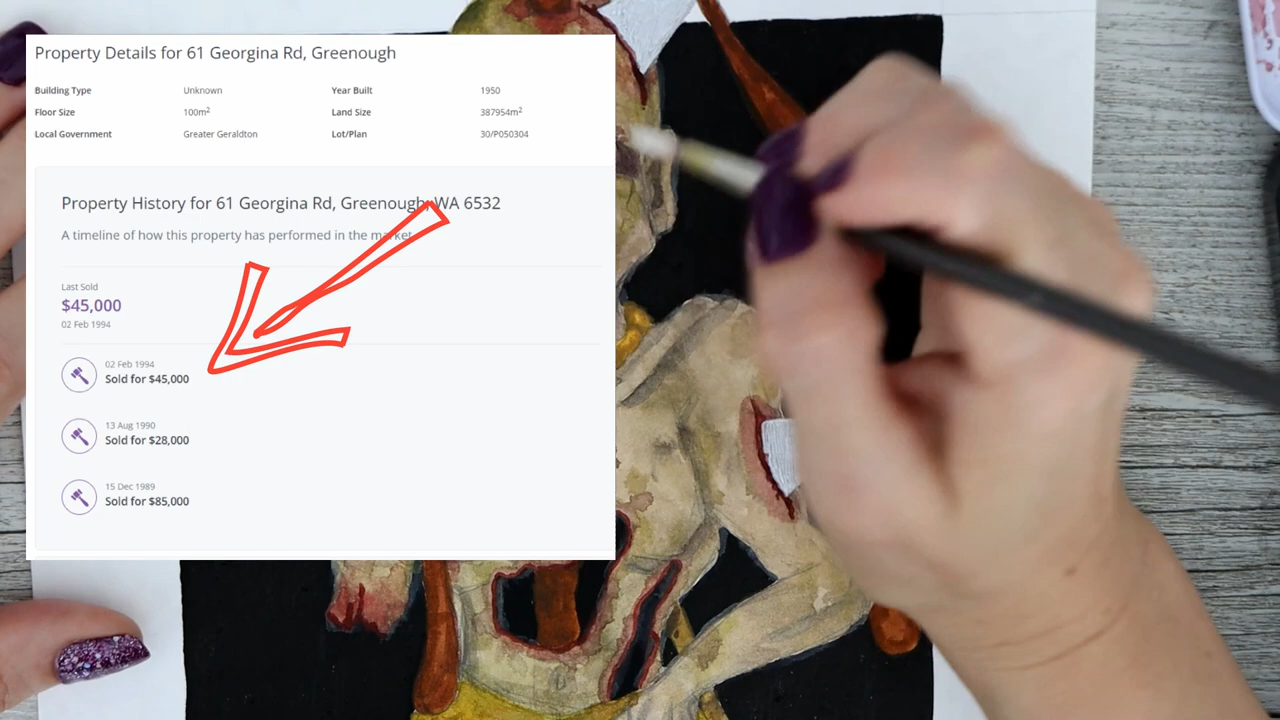 Property Details for 61 Georgina Rd, Greenough
Building Type Unknown Year Built 1950
Floor Size 100m² Land Size 387954m²
Local Government Greater Geraldton Lot/Plan 30/P050304
Property History for 61 Georgina Rd, Greenough, WA 6532
A timeline of how this property has performed in the market
Last Sold
$45,000
02 Feb 1994
02 Feb 1994
Sold for $45,000
13 Aug 1990
Sold for $28,000
15 Dec 1989
Sold for $85,000